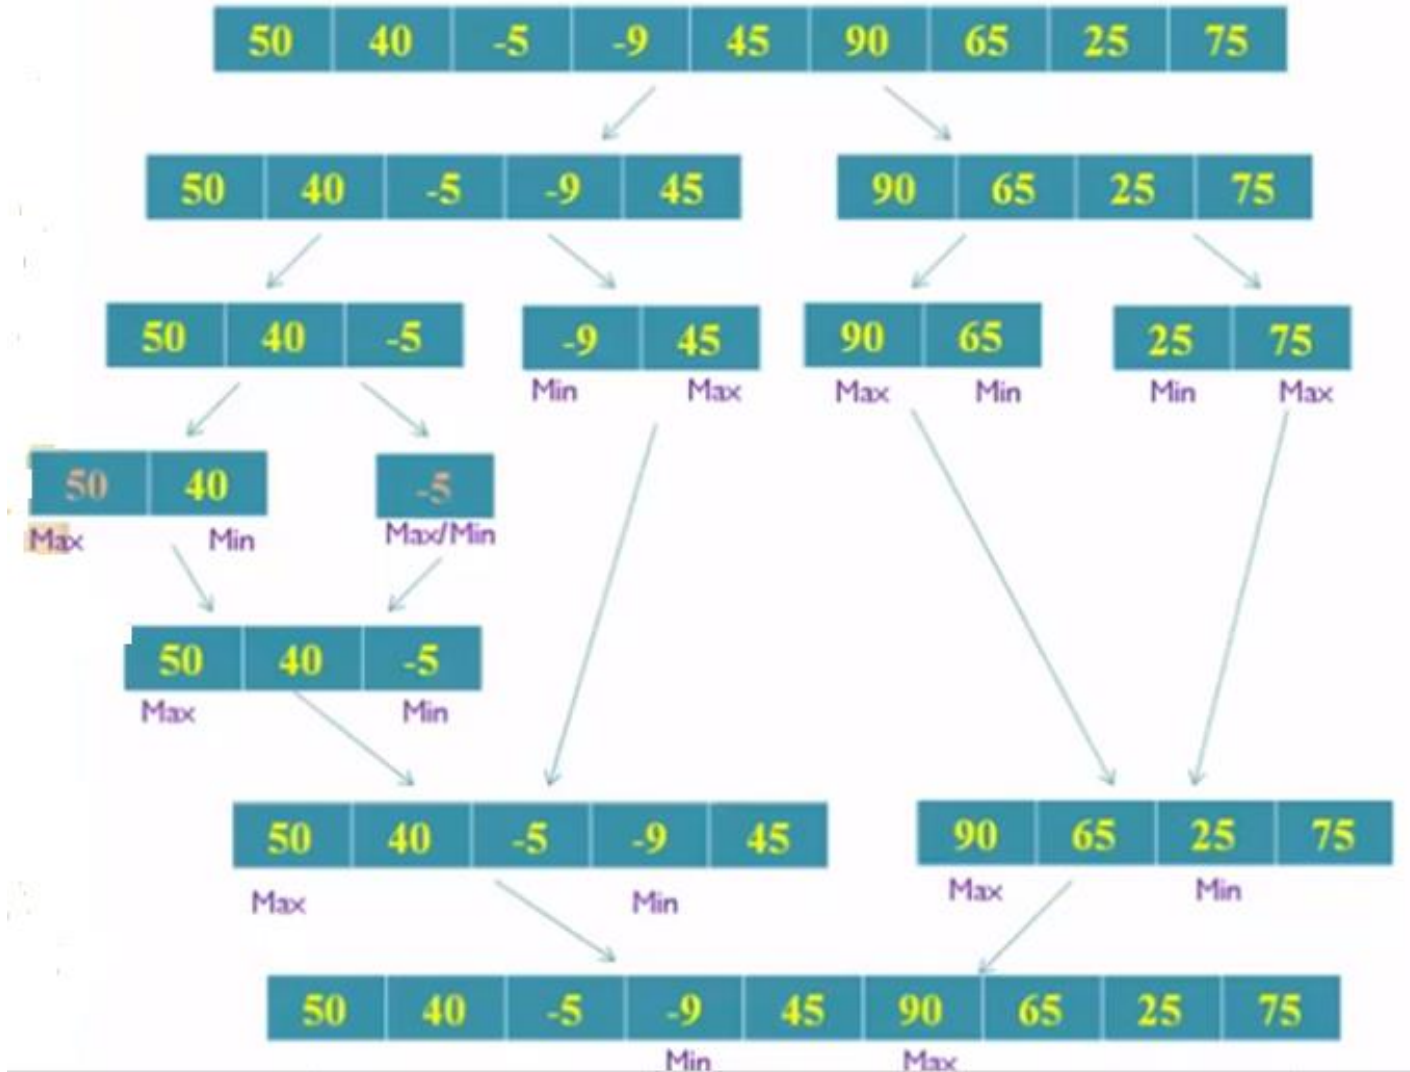 50 40 -5 -9 45 90 65 25 75
50 40 -5 -9 45 90 65 25 75
50 40 -5 -9 45 90 65 25 75
Min Max Max Min Min Max
50 40 -5
Max Min Max/Min
50 40 -5
Max Min
50 40 -5 -9 45 90 65 25 75
Max Min Max Min
50 40 -5 -9 45 90 65 25 75
Min Max